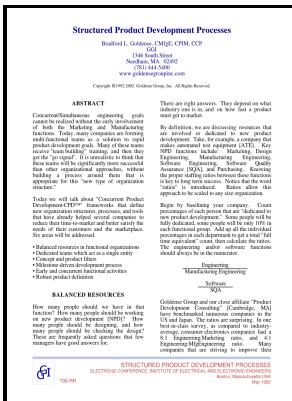 Structured Product Development Processes
Bradford L. Goldense, CMfgE, CPIM, CCP
GGI
1346 South Street
Needham, MA 02492
(781) 444-5400
www.goldensegroupinc.com
Copyright ©1992-2002 Goldense Group, Inc. All Rights Reserved.
ABSTRACT
Concurrent/Simultaneous engineering goals
cannot be realized without the early involvement
of both the Marketing and Manufacturing
functions. Today, many companies are forming
multi-functional teams as a solution to rapid
product development goals. Many of these teams
receive "team building" training, and then they
get the "go signal". It is unrealistic to think that
these teams will be significantly more successful
than other organizational approaches, without
building a process around them that is
appropriate for this "new type of organization
structure."
Today we will talk about "Concurrent Product
Development-CPD™" frameworks that define
new organization structures, processes, and tools
that have already helped several companies to
reduce their time-to-market and better satisfy the
needs of their customers and the marketplace.
Six areas will be addressed.
• Balanced resources in functional organizations
• Dedicated teams which act as a single entity
• Concept and product filters
• Milestone-driven development process
• Early and concurrent functional activities
• Robust product definition
BALANCED RESOURCES
How many people should we have in that
function? How many people should be working
on new product development [NPD]? How
many people should be designing, and how
many people should be checking the design?
These are frequently asked questions that few
managers have good answers for.
There are right answers. They depend on what
industry one is in, and on how fast a product
must get to market.
By definition, we are discussing resources that
are involved or dedicated to new product
development. Take, for example, a company that
makes automated test equipment [ATE]. Key
NPD functions include: Marketing, Design
Engineering, Manufacturing Engineering,
Software Engineering, Software Quality
Assurance [SQA], and Purchasing. Knowing
the proper staffing ratios between these functions
is key to long term success. Notice that the word
"ratios" is introduced. Ratios allow this
approach to be scaled to any size organization.
Begin by baselining your company. Count
percentages of each person that are "dedicated to
new product development." Some people will be
fully dedicated, some people will be only 10% in
each functional group. Add up all the individual
percentages in each department to get a total "full
time equivalent" count, then calculate the ratios.
The engineering and/or software functions
should always be in the numerator.
Engineering
Manufacturing Engineering
Software
SQA
Goldense Group and our close affiliate "Product
Development Consulting" [Cambridge, MA]
have benchmarked numerous companies in the
US and Japan. The ratios are surprising. In one
best-in-class survey, as compared to industry-
average, consumer electronics companies had a
8:1 Engineering:Marketing ratio, and 4:1
Engineering:MfgEngineering ratio. Many
companies that are striving to improve their
GGI
T35-RR
STRUCTURED PRODUCT DEVELOPMENT PROCESSES
ELECTRO/92 CONFERENCE, INSTITUTE OF ELECTRICAL AND ELECTRONIC ENGINEERS
Boston, Massachusetts USA
May 1992